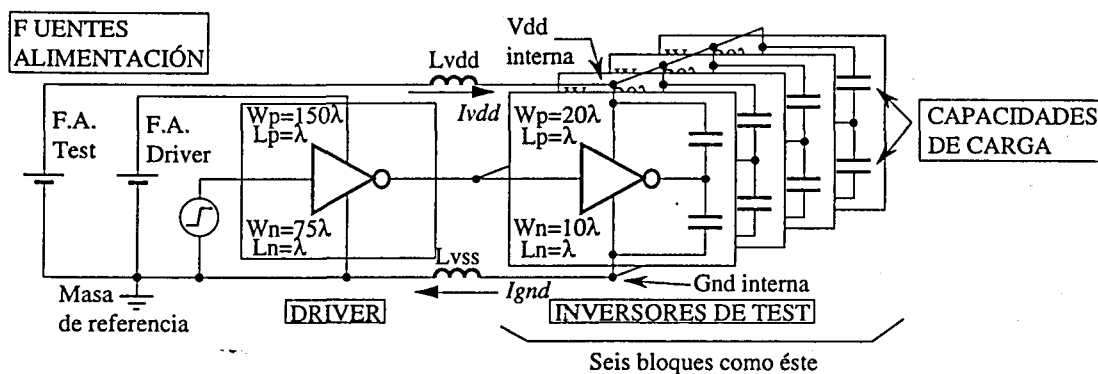 F UENTES
ALIMENTACIÓN
Lvdd
Vdd
interna
Ivdd
F.A.
Test
F.A.
Driver
Wp=150λ
Lp=λ
Wn=75λ
Ln=λ
Wp=20λ
Lp=λ
Wn=10λ
Ln=λ
CAPACIDADES
DE CARGA
Lvss
Ignd
Gnd interna
Masa
de referencia
DRIVER
INVERSORES DE TEST
Seis bloques como éste